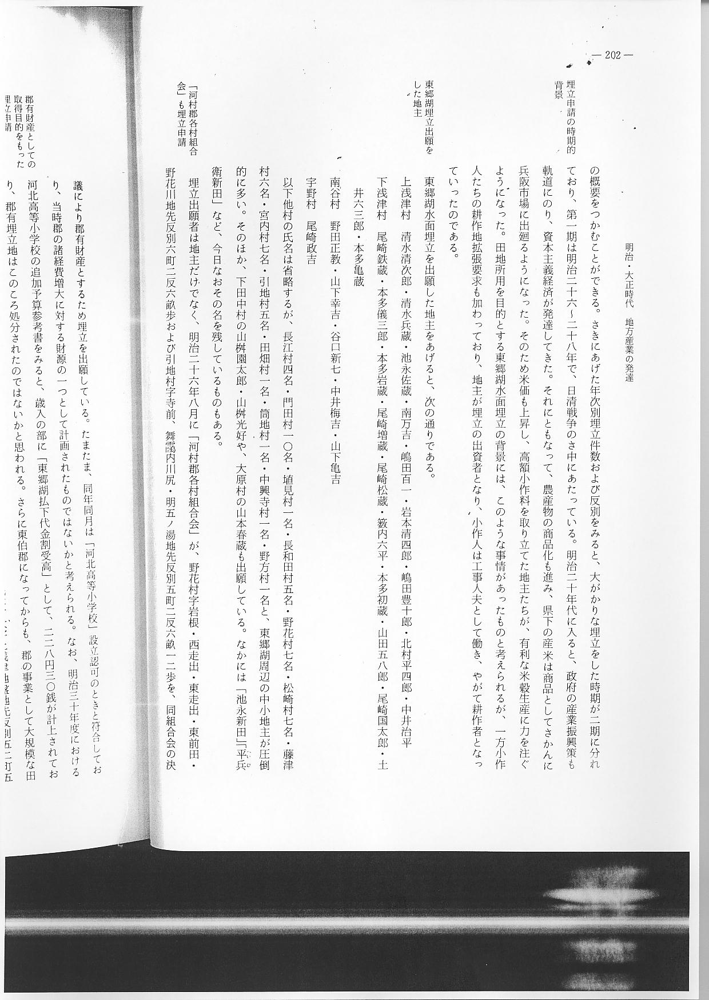 — 202 —
明治・大正時代　地方産業の発達
埋立申請の時期的
背景
の概要をつかむことができる。さきにあげた年次別埋立件数および反別をみると、大がかりな埋立をした時期が二期に分れ
ており、第一期は明治二十六～二十八年で、日清戦争のさ中にあたっている。明治二十年代に入ると、政府の産業振興策も
軌道にのり、資本主義経済が発達してきた。それにともなって、農産物の商品化も進み、県下の産米は商品としてさかんに
兵阪市場に出廻るようになった。そのため米価も上昇し、高額小作料を取り立てた地主たちが、有利な米穀生産に力を注ぐ
ようになった。田地所用を目的とする東郷湖水面埋立の背景には、このような事情があったものと考えられるが、一方小作
人たちの耕作地拡張要求も加わっており、地主が埋立の出資者となり、小作人は工事人夫として働き、やがて耕作者となっ
ていったのである。
東郷湖埋立出願を
した地主
東郷湖水面埋立を出願した地主をあげると、次の通りである。
上浅津村　清水清次郎・清水兵蔵・池永佐蔵・南万吉・嶋田百一・岩本清四郎・嶋田豊十郎・北村平四郎・中井治平
下浅津村　尾崎鉄蔵・本多儀三郎・本多岩蔵・尾崎増蔵・尾崎松蔵・籔内六平・本多初蔵・山田五八郎・尾崎国太郎・土
井六三郎・本多亀蔵
南谷村　野田正教・山下幸吉・谷口新七・中井梅吉・山下亀吉
宇野村　尾崎政吉
以下他村の氏名は省略するが、長江村四名・門田村一〇名・埴見村一名・長和田村五名・野花村七名・松崎村七名・藤津
村六名・宮内村七名・引地村五名・田畑村一名・筒地村一名・中興寺村一名・野方村一名と、東郷湖周辺の中小地主が圧倒
的に多い。そのほか、下田中村の山桝園太郎・山桝光好や、大原村の山本春蔵も出願している。なかには「池永新田」「平兵
衛新田」など、今日なおその名を残しているものもある。
「河村郡各村組合
会」も埋立申請
埋立出願者は地主だけでなく、明治二十六年八月に「河村郡各村組合会」が、野花村字岩根・西走出・東走出・東前田・
野花川地先反別六町二反六畝歩および引地村字寺前、舞靍内川尻・明五ノ湯地先反別五町二反六畝一二歩を、同組合会の決
議により郡有財産とするため埋立を出願している。たまたま、同年同月は「河北高等小学校」設立認可のときと符合してお
り、当時郡の諸経費増大に対する財源の一つとして計画されたものではないかと考えられる。なお、明治三十年度における
郡有財産としての
取得目的をもった
埋立申請
河北高等小学校の追加予算参考書をみると、歳入の部に「東郷湖払下代金割受高」として、二二八円三〇銭が計上されてお
り、郡有埋立地はこのころ処分されたのではないかと思われる。さらに東伯郡になってからも、郡の事業として大規模な田